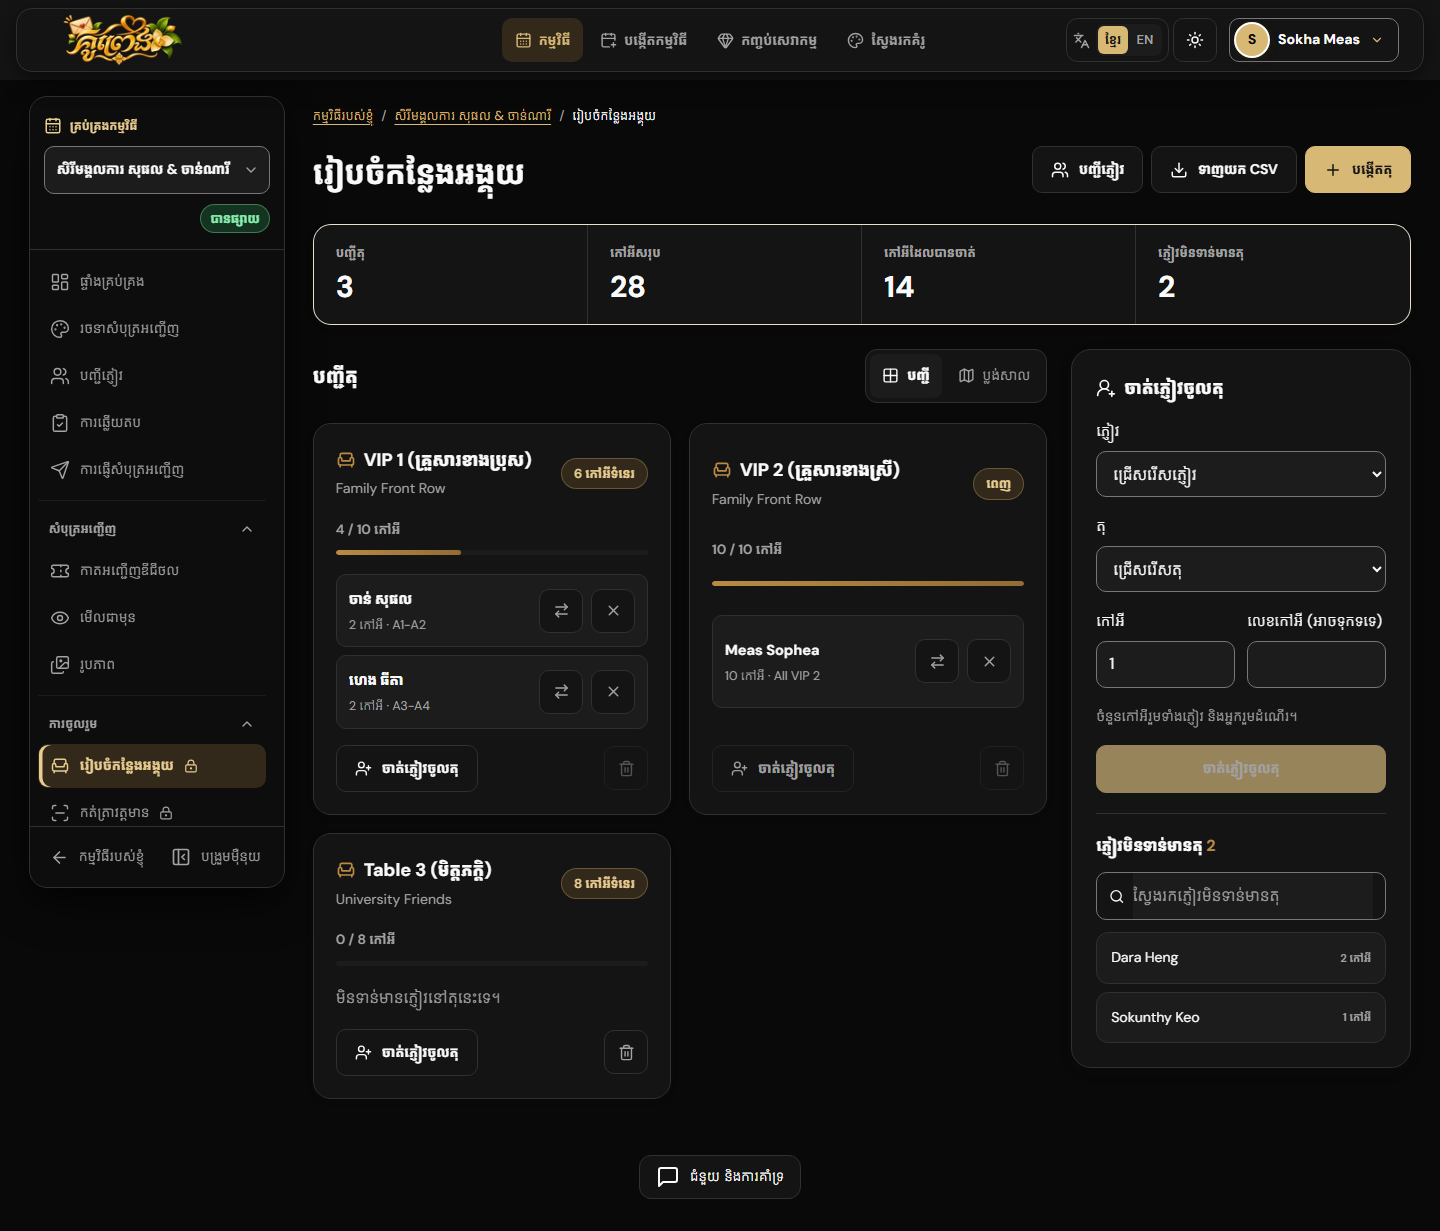 គូព្រេង
កម្មវិធី
បង្កើតកម្មវិធី
កញ្ចប់សេវាកម្ម
ស្វែងរកគំរូ
ខ្មែរ
EN
S
Sokha Meas
គ្រប់គ្រងកម្មវិធី
សិរីមង្គលការ សុផល & ចាន់ណារី
បានផ្សាយ
ផ្ទាំងគ្រប់គ្រង
រចនាសំបុត្រអញ្ជើញ
បញ្ជីភ្ញៀវ
ការឆ្លើយតប
ការផ្ញើសំបុត្រអញ្ជើញ
សំបុត្រអញ្ជើញ
កាតអញ្ជើញឌីជីថល
មើលជាមុន
រូបភាព
ការចូលរួម
រៀបចំកន្លែងអង្គុយ
កត់ត្រាវត្តមាន
កម្មវិធីរបស់ខ្ញុំ
បង្រួមម៉ឺនុយ
កម្មវិធីរបស់ខ្ញុំ / សិរីមង្គលការ សុផល & ចាន់ណារី / រៀបចំកន្លែងអង្គុយ
រៀបចំកន្លែងអង្គុយ
បញ្ជីភ្ញៀវ
ទាញយក CSV
បង្កើតតុ
បញ្ជីតុ
3
កៅអីសរុប
28
កៅអីដែលបានចាត់
14
ភ្ញៀវមិនទាន់មានតុ
2
បញ្ជីតុ
បញ្ជី
ប្លង់សាល
VIP 1 (គ្រួសារខាងប្រុស)
Family Front Row
6 កៅអីទំនេរ
4 / 10 កៅអី
ចាន់ សុផល
2 កៅអី · A1-A2
ហេង ធីតា
2 កៅអី · A3-A4
ចាត់ភ្ញៀវចូលតុ
VIP 2 (គ្រួសារខាងស្រី)
Family Front Row
ពេញ
10 / 10 កៅអី
Meas Sophea
10 កៅអី · All VIP 2
ចាត់ភ្ញៀវចូលតុ
Table 3 (មិត្តភក្តិ)
University Friends
8 កៅអីទំនេរ
0 / 8 កៅអី
មិនទាន់មានភ្ញៀវនៅតុនេះទេ។
ចាត់ភ្ញៀវចូលតុ
ចាត់ភ្ញៀវចូលតុ
ភ្ញៀវ
ជ្រើសរើសភ្ញៀវ
តុ
ជ្រើសរើសតុ
កៅអី
លេខកៅអី (អាចទុកទទេ)
1
ចំនួនកៅអីរួមទាំងភ្ញៀវ និងអ្នករួមដំណើរ។
ចាត់ភ្ញៀវចូលតុ
ភ្ញៀវមិនទាន់មានតុ 2
ស្វែងរកភ្ញៀវមិនទាន់មានតុ
Dara Heng
2 កៅអី
Sokunthy Keo
1 កៅអី
ជំនួយ និងការគាំទ្រ